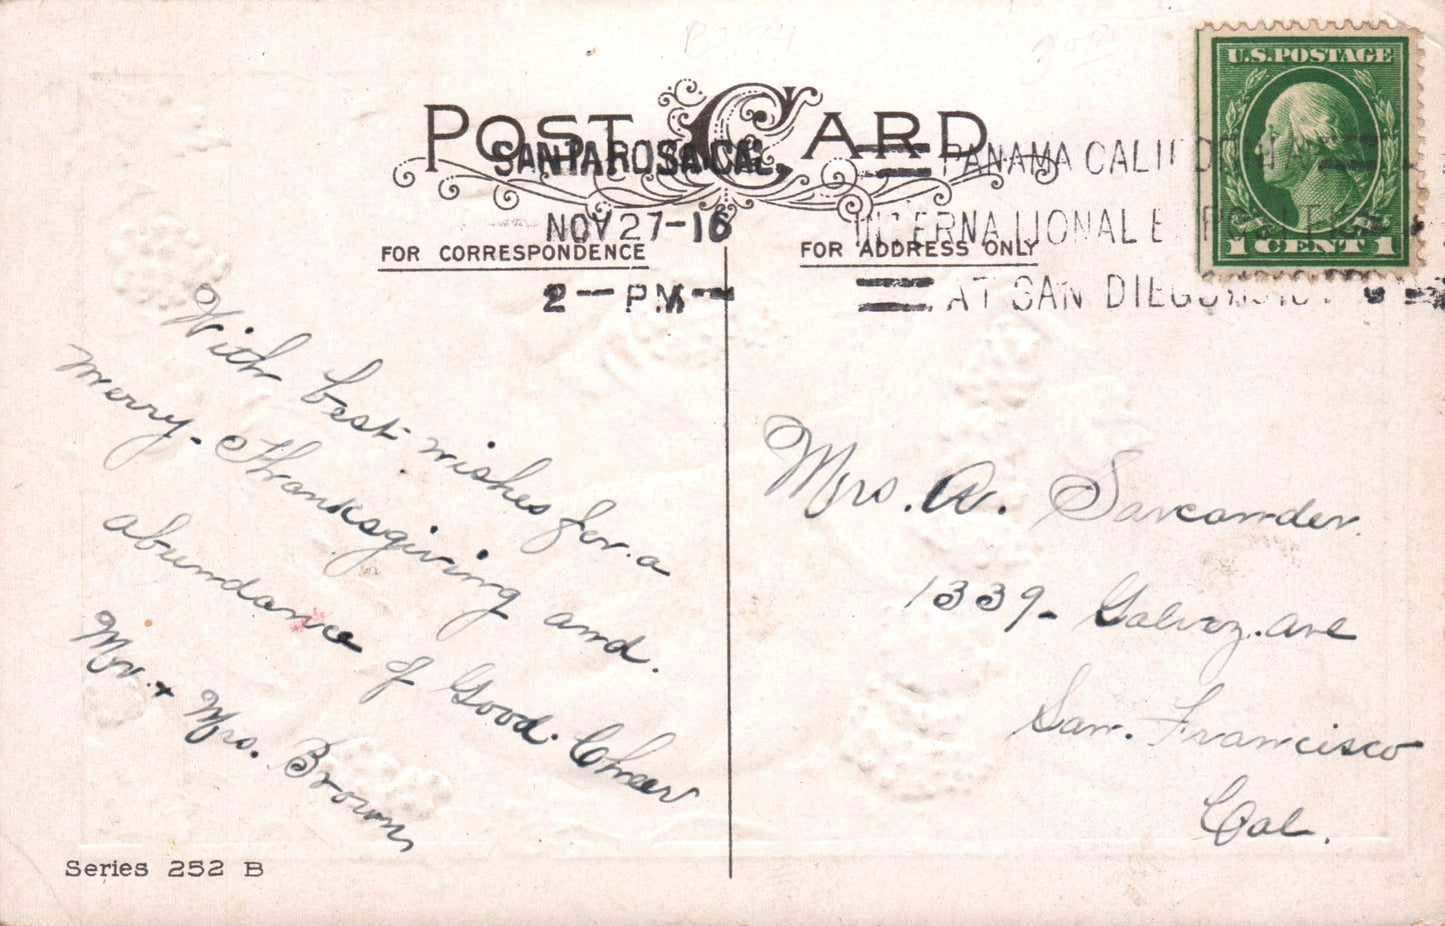 POST CARD
SANTA ROSA CAL.
NOV 27-16
2 - PM -
PANAMA CALIFORNIA
INTERNATIONAL EXPOSITION
AT SAN DIEGO
U.S. POSTAGE
1 CENT 1
FOR CORRESPONDENCE
FOR ADDRESS ONLY
With best wishes for a
merry- Thanksgiving and.
abundance of Good Cheer
Mr. + Mrs. Brown
Mrs. A.
1339- Galvez. ave
San. Francisco
Cal.
Series 252 B